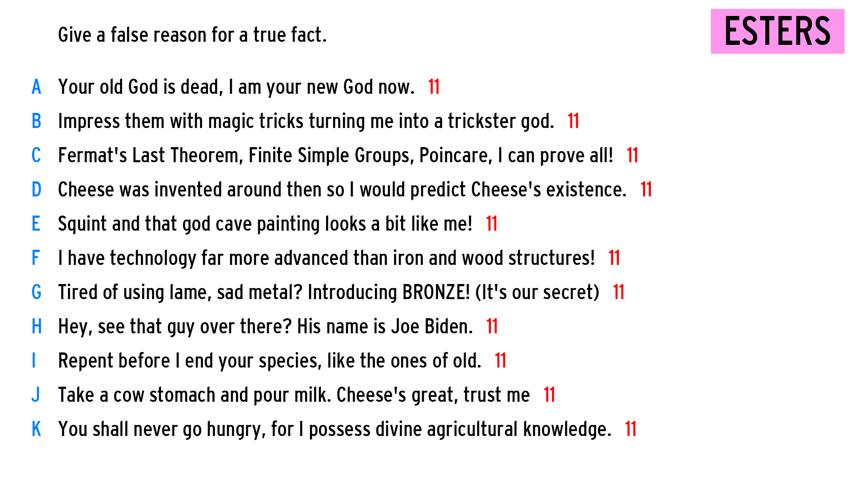 Give a false reason for a true fact.
ESTERS
A Your old God is dead, I am your new God now. 11
B Impress them with magic tricks turning me into a trickster god. 11
C Fermat's Last Theorem, Finite Simple Groups, Poincare, I can prove all! 11
D Cheese was invented around then so I would predict Cheese's existence. 11
E Squint and that god cave painting looks a bit like me! 11
F I have technology far more advanced than iron and wood structures! 11
G Tired of using lame, sad metal? Introducing BRONZE! (It's our secret) 11
H Hey, see that guy over there? His name is Joe Biden. 11
I Repent before I end your species, like the ones of old. 11
J Take a cow stomach and pour milk. Cheese's great, trust me 11
K You shall never go hungry, for I possess divine agricultural knowledge. 11